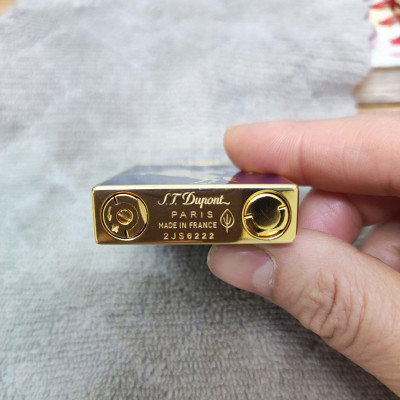 S.T. Dupont
PARIS
MADE IN FRANCE
2JS6222